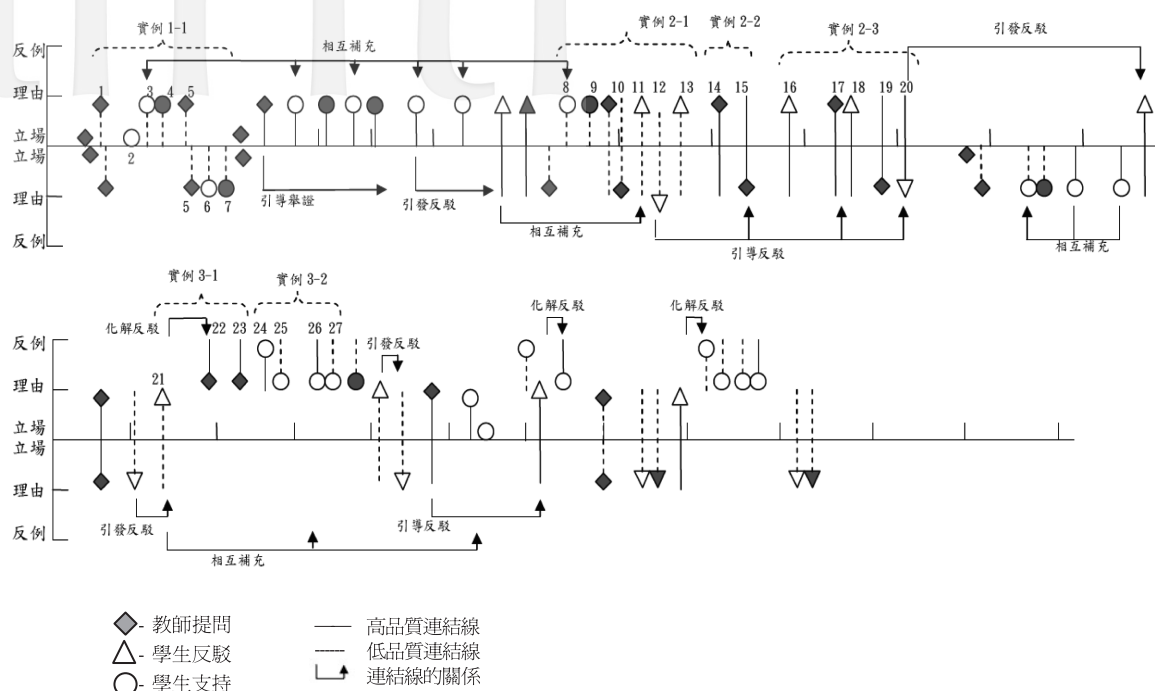 實例 1-1
實例 2-1
實例 2-2
實例 2-3
引發反駁
反例
相互補充
理由
1
3
4
5
8
9
10
11
12
13
14
15
16
17
18
19
20
立場
2
立場
理由
5
6
7
引導舉證
引發反駁
反例
相互補充
引導反駁
相互補充
實例 3-1
實例 3-2
化解反駁
22
23
24
25
26
27
引發反駁
化解反駁
化解反駁
反例
理由
21
立場
立場
理由
引發反駁
引導反駁
反例
相互補充
- 教師提問
高品質連結線
- 學生反駁
低品質連結線
- 學生支持
連結線的關係